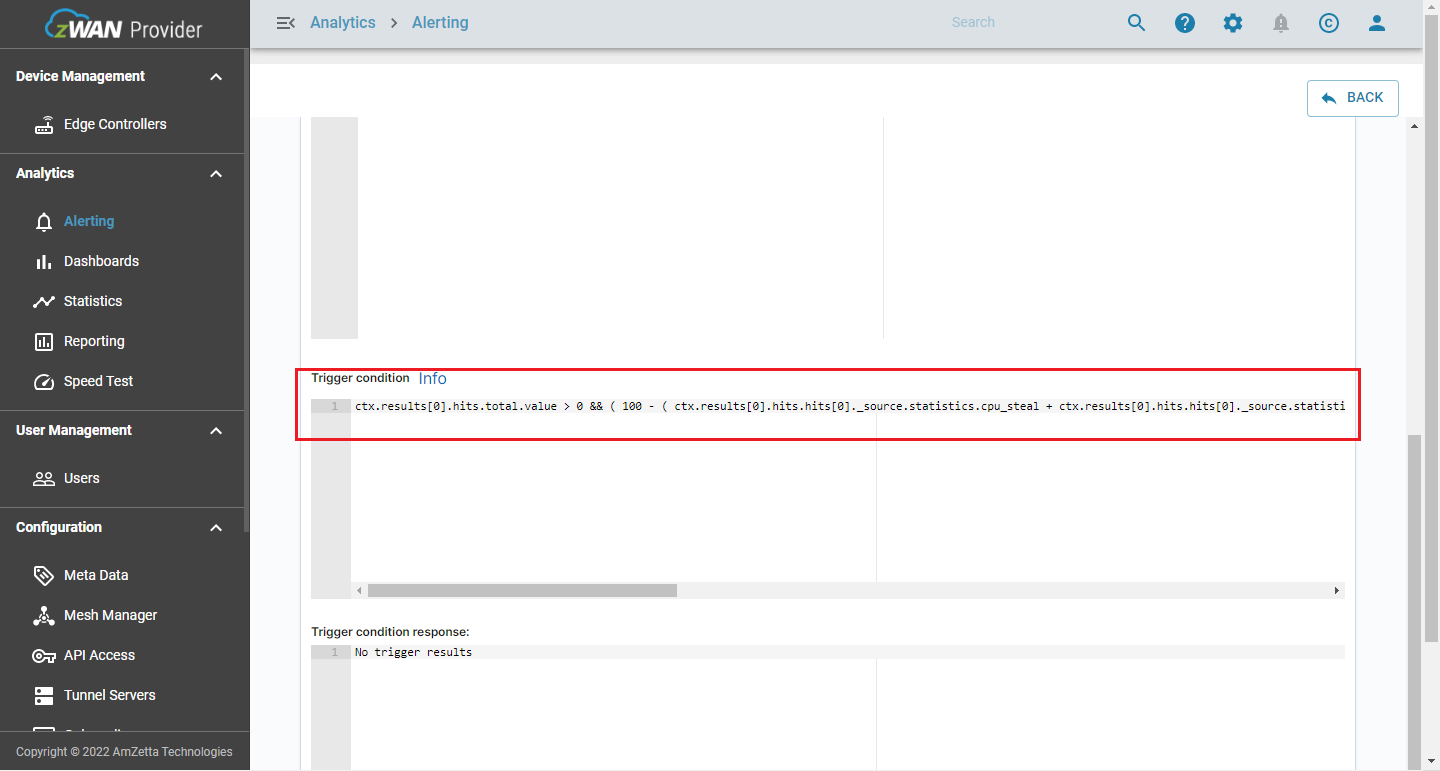 zWAN Provider
Analytics > Alerting
Search
BACK
Device Management
Edge Controllers
Analytics
Alerting
Dashboards
Statistics
Reporting
Speed Test
User Management
Users
Configuration
Meta Data
Mesh Manager
API Access
Tunnel Servers
Copyright © 2022 AmZetta Technologies
Trigger condition Info
1 ctx.results[0].hits.total.value > 0 && ( 100 - ( ctx.results[0].hits.hits[0]._source.statistics.cpu_steal + ctx.results[0].hits.hits[0]._source.statisti
Trigger condition response:
1 No trigger results